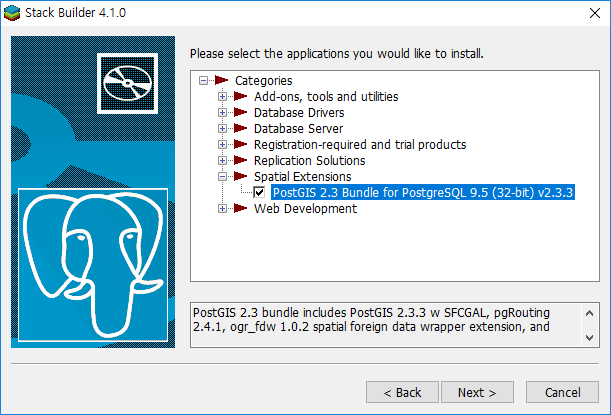 Stack Builder 4.1.0
Please select the applications you would like to install.
Categories
Add-ons, tools and utilities
Database Drivers
Database Server
Registration-required and trial products
Replication Solutions
Spatial Extensions
PostGIS 2.3 Bundle for PostgreSQL 9.5 (32-bit) v2.3.3
Web Development
PostGIS 2.3 bundle includes PostGIS 2.3.3 w SFCGAL, pgRouting
2.4.1, ogr_fdw 1.0.2 spatial foreign data wrapper extension, and
< Back Next > Cancel